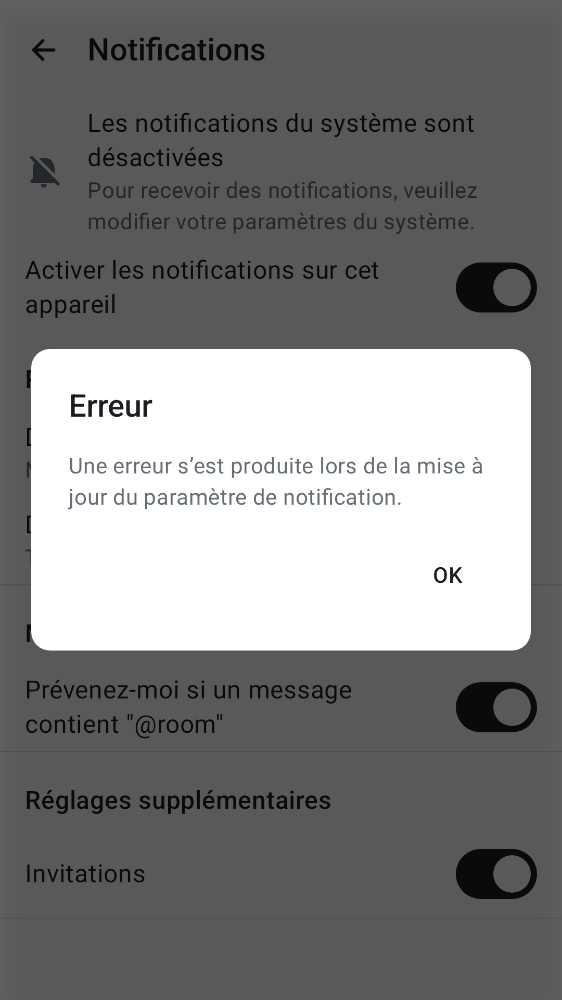 Notifications
Les notifications du système sont
désactivées
Pour recevoir des notifications, veuillez
modifier votre paramètres du système.
Activer les notifications sur cet
appareil
Erreur
Une erreur s’est produite lors de la mise à
jour du paramètre de notification.
OK
Prévenez-moi si un message
contient "@room"
Réglages supplémentaires
Invitations